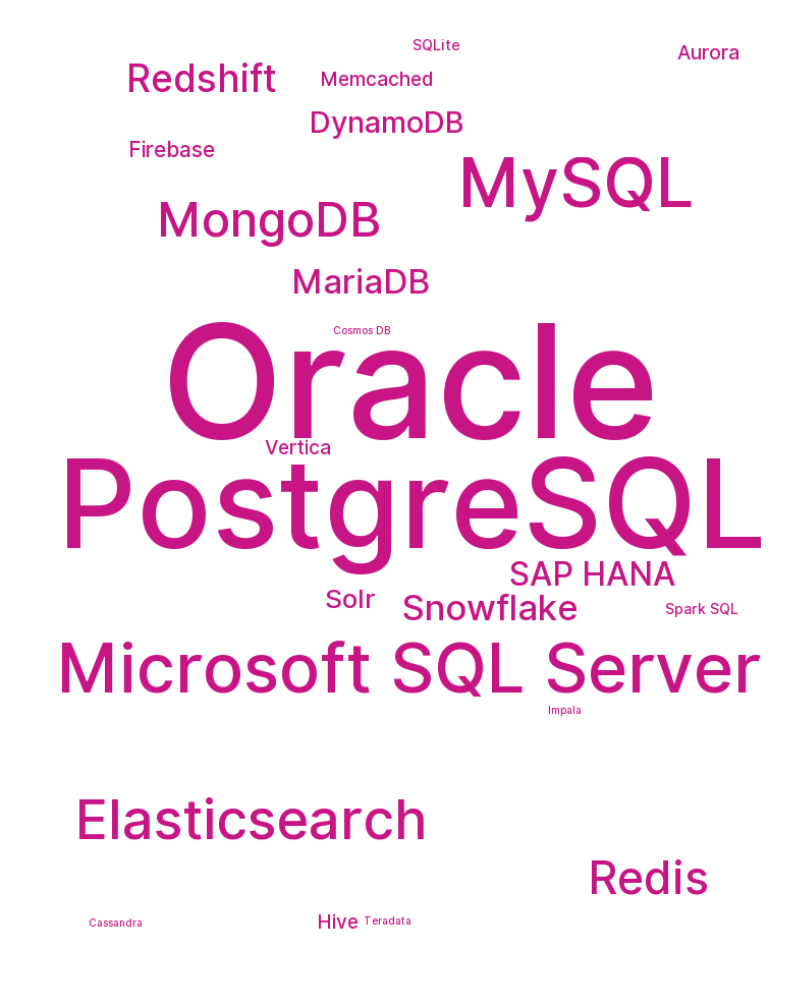 SQLite
Aurora
Redshift
Memcached
DynamoDB
Firebase
MySQL
MongoDB
MariaDB
Cosmos DB
Oracle
Vertica
PostgreSQL
SAP HANA
Solr
Snowflake
Spark SQL
Microsoft SQL Server
Impala
Elasticsearch
Redis
Cassandra
Hive
Teradata